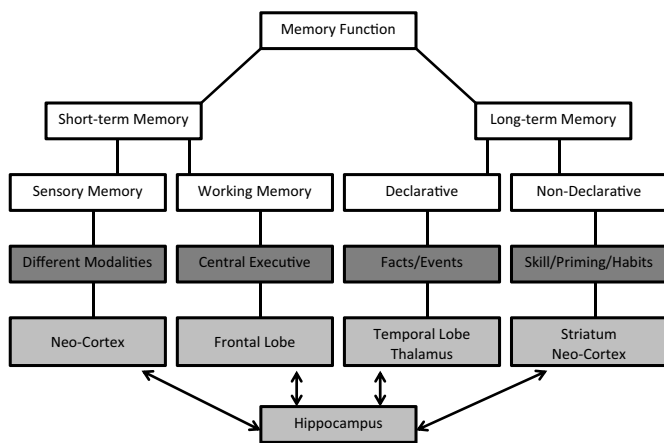 Memory Function
Short-term Memory
Long-term Memory
Sensory Memory
Working Memory
Declarative
Non-Declarative
Different Modalities
Central Executive
Facts/Events
Skill/Priming/Habits
Neo-Cortex
Frontal Lobe
Temporal Lobe
Thalamus
Striatum
Neo-Cortex
Hippocampus